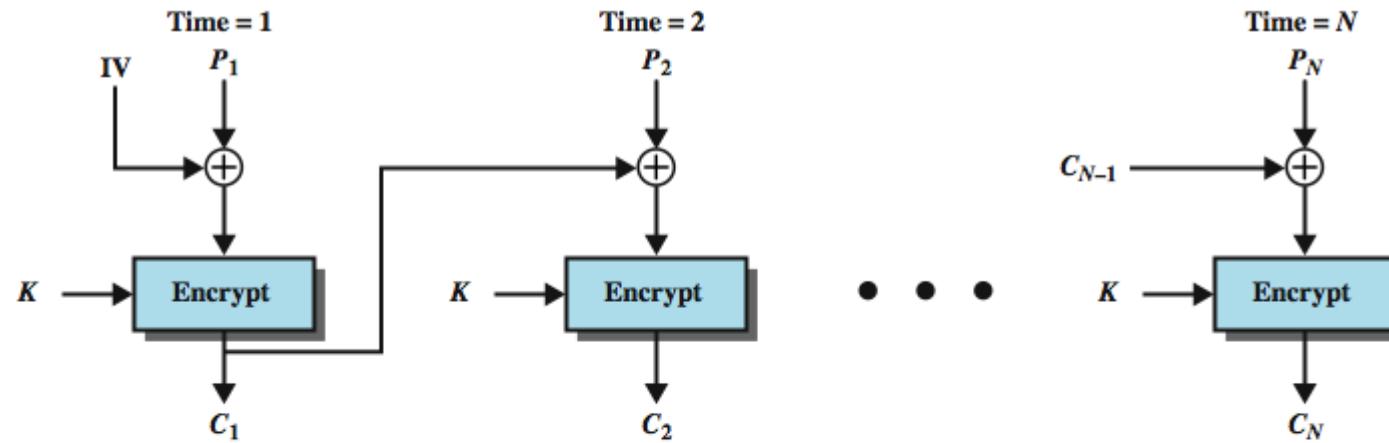 Time = 1 Time = 2 Time = N
IV P1 P2 PN
CN–1
K Encrypt K Encrypt K Encrypt
C1 C2 CN